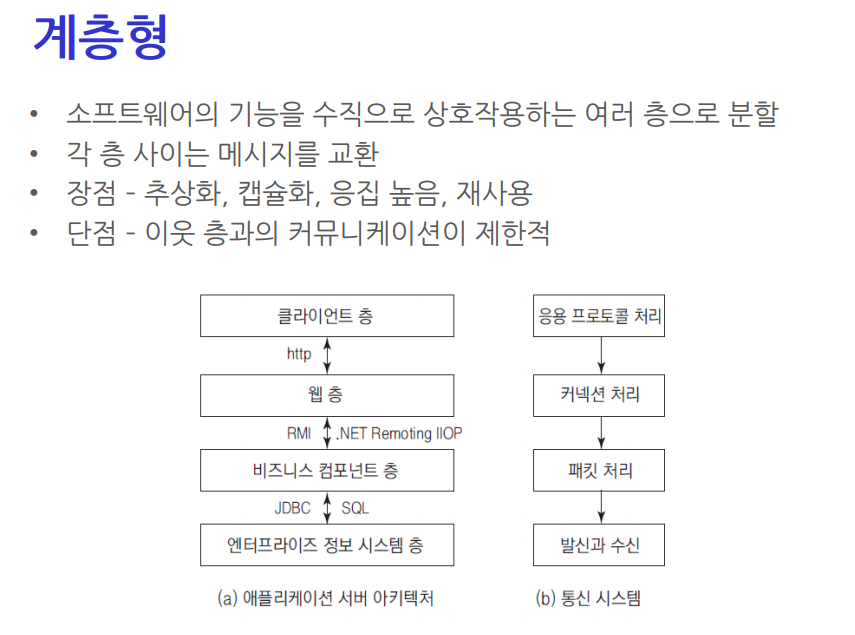 계층형
• 소프트웨어의 기능을 수직으로 상호작용하는 여러 층으로 분할
• 각 층 사이는 메시지를 교환
• 장점 - 추상화, 캡슐화, 응집 높음, 재사용
• 단점 - 이웃 층과의 커뮤니케이션이 제한적
클라이언트 층
http
웹 층
RMI .NET Remoting IIOP
비즈니스 컴포넌트 층
JDBC SQL
엔터프라이즈 정보 시스템 층
(a) 애플리케이션 서버 아키텍처
응용 프로토콜 처리
커넥션 처리
패킷 처리
발신과 수신
(b) 통신 시스템